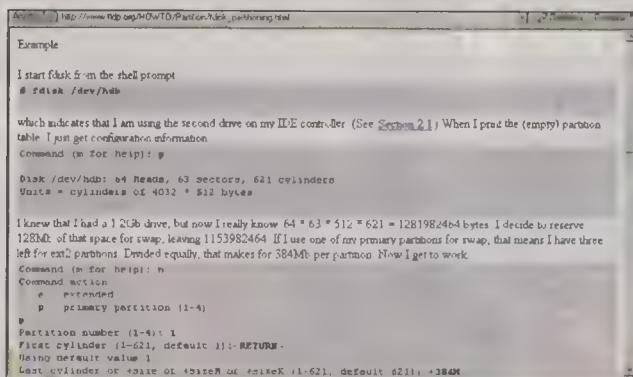 http://www.tldp.org/HOWTO/Partition/fdisk_partitioning.html
Example
I start fdisk from the shell prompt
# fdisk /dev/hdb
which indicates that I am using the second drive on my IDE controller (See Section 2.1) When I print the (empty) partition
table I just get configuration information
Command (m for help): p
Disk /dev/hdb: 64 heads, 63 sectors, 621 cylinders
Units = cylinders of 4032 * 512 bytes
I knew that I had a 1 2Gb drive, but now I really know 64 * 63 * 512 * 621 = 1281982464 bytes I decide to reserve
128Mb of that space for swap, leaving 1153982464 If I use one of my primary partitions for swap, that means I have three
left for ext2 partitions Divided equally, that makes for 384Mb per partition Now I get to work
Command (m for help): n
Command action
e extended
p primary partition (1-4)
p
Partition number (1-4): 1
First cylinder (1-621, default 1):-RETURN-
Using default value 1
Last cylinder or +size or +sizeM or +sizeK (1-621, default 621): +384M